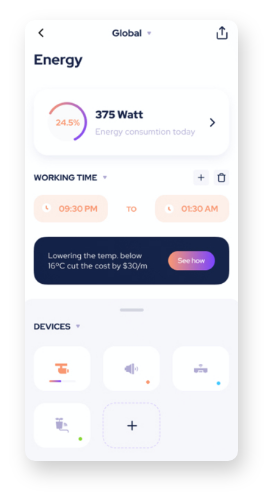 Global
Energy
24.5%
375 Watt
Energy consumtion today
WORKING TIME
09:30 PM TO 01:30 AM
Lowering the temp. below
16°C cut the cost by $30/m
See how
DEVICES